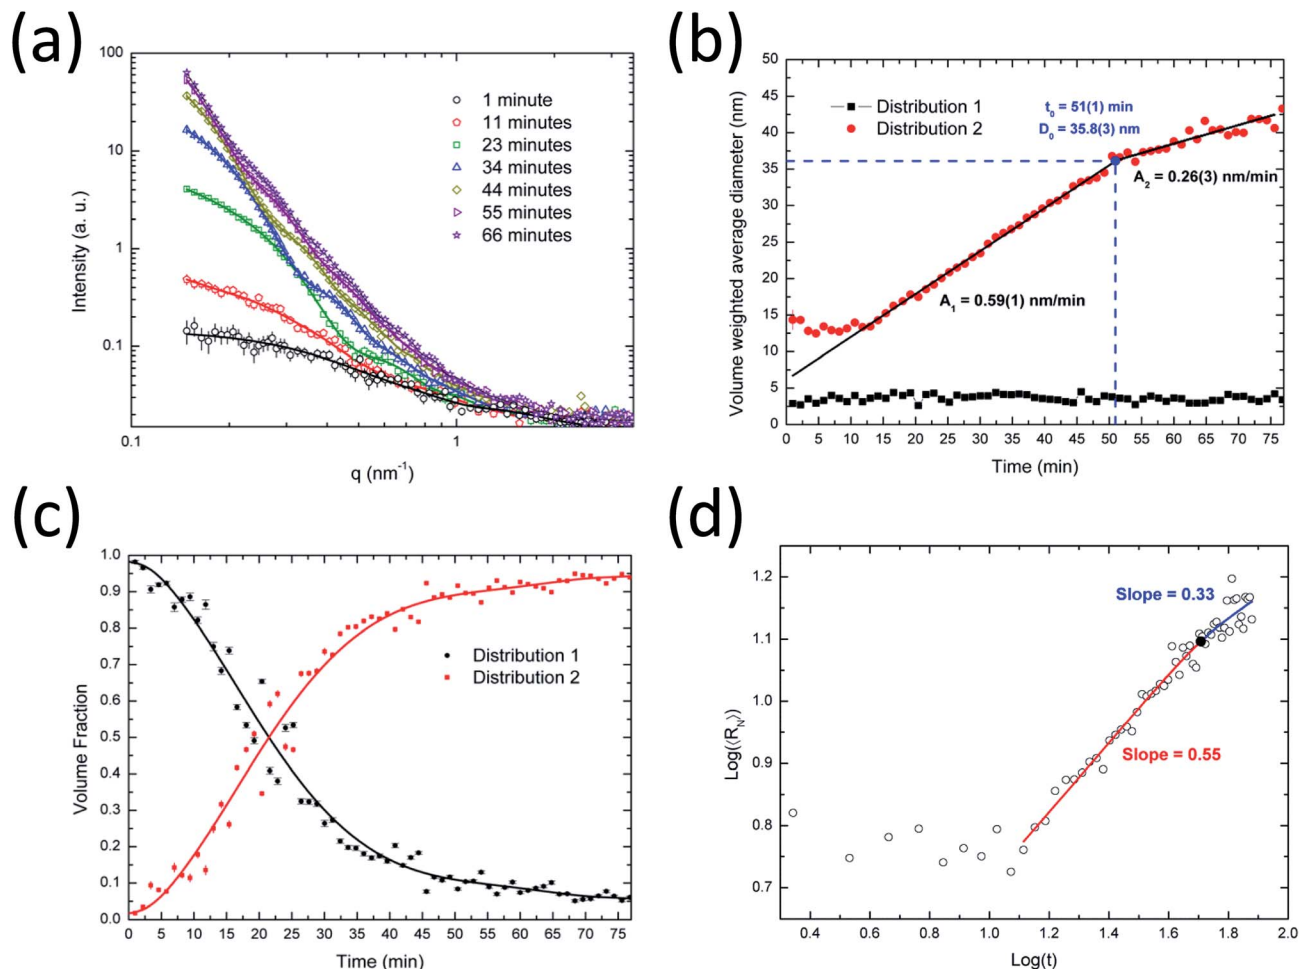 (a)
100
10
1
0.1
Intensity (a. u.)
1 minute
11 minutes
23 minutes
34 minutes
44 minutes
55 minutes
66 minutes
0.1 1
q (nm⁻¹)
(b)
50
45
40
35
30
25
20
15
10
5
0
Volume weighted average diameter (nm)
Distribution 1
Distribution 2
t₀ = 51(1) min
D₀ = 35.8(3) nm
A₂ = 0.26(3) nm/min
A₁ = 0.59(1) nm/min
0 5 10 15 20 25 30 35 40 45 50 55 60 65 70 75
Time (min)
(c)
1.0
0.9
0.8
0.7
0.6
0.5
0.4
0.3
0.2
0.1
0.0
Volume Fraction
Distribution 1
Distribution 2
0 5 10 15 20 25 30 35 40 45 50 55 60 65 70 75
Time (min)
(d)
1.2
1.1
1.0
0.9
0.8
0.7
Log(⟨R_N⟩)
Slope = 0.33
Slope = 0.55
0.4 0.6 0.8 1.0 1.2 1.4 1.6 1.8 2.0
Log(t)